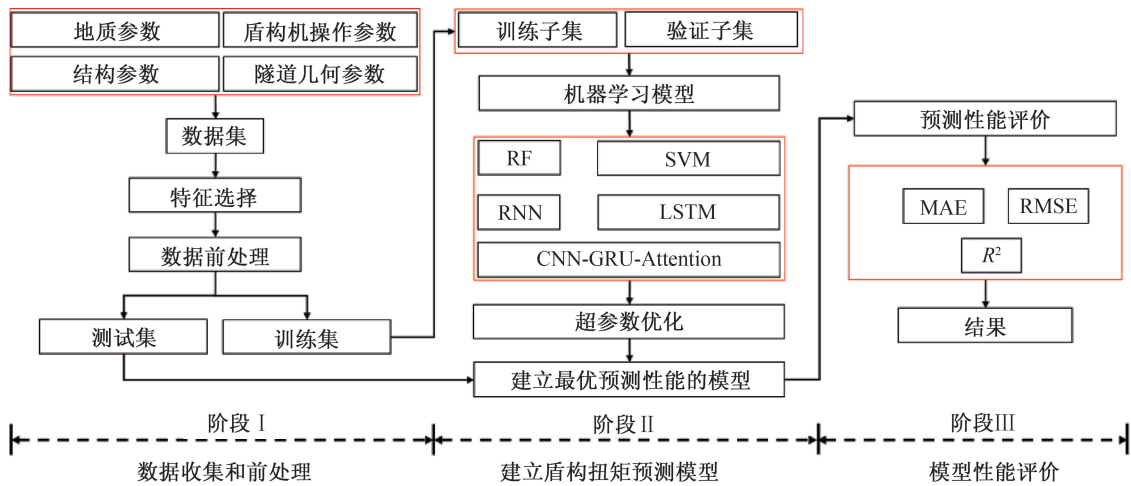 地质参数
盾构机操作参数
结构参数
隧道几何参数
数据集
特征选择
数据前处理
测试集
训练集
训练子集
验证子集
机器学习模型
RF
SVM
RNN
LSTM
CNN-GRU-Attention
超参数优化
建立最优预测性能的模型
预测性能评价
MAE
RMSE
R²
结果
阶段Ⅰ
阶段Ⅱ
阶段Ⅲ
数据收集和前处理
建立盾构扭矩预测模型
模型性能评价